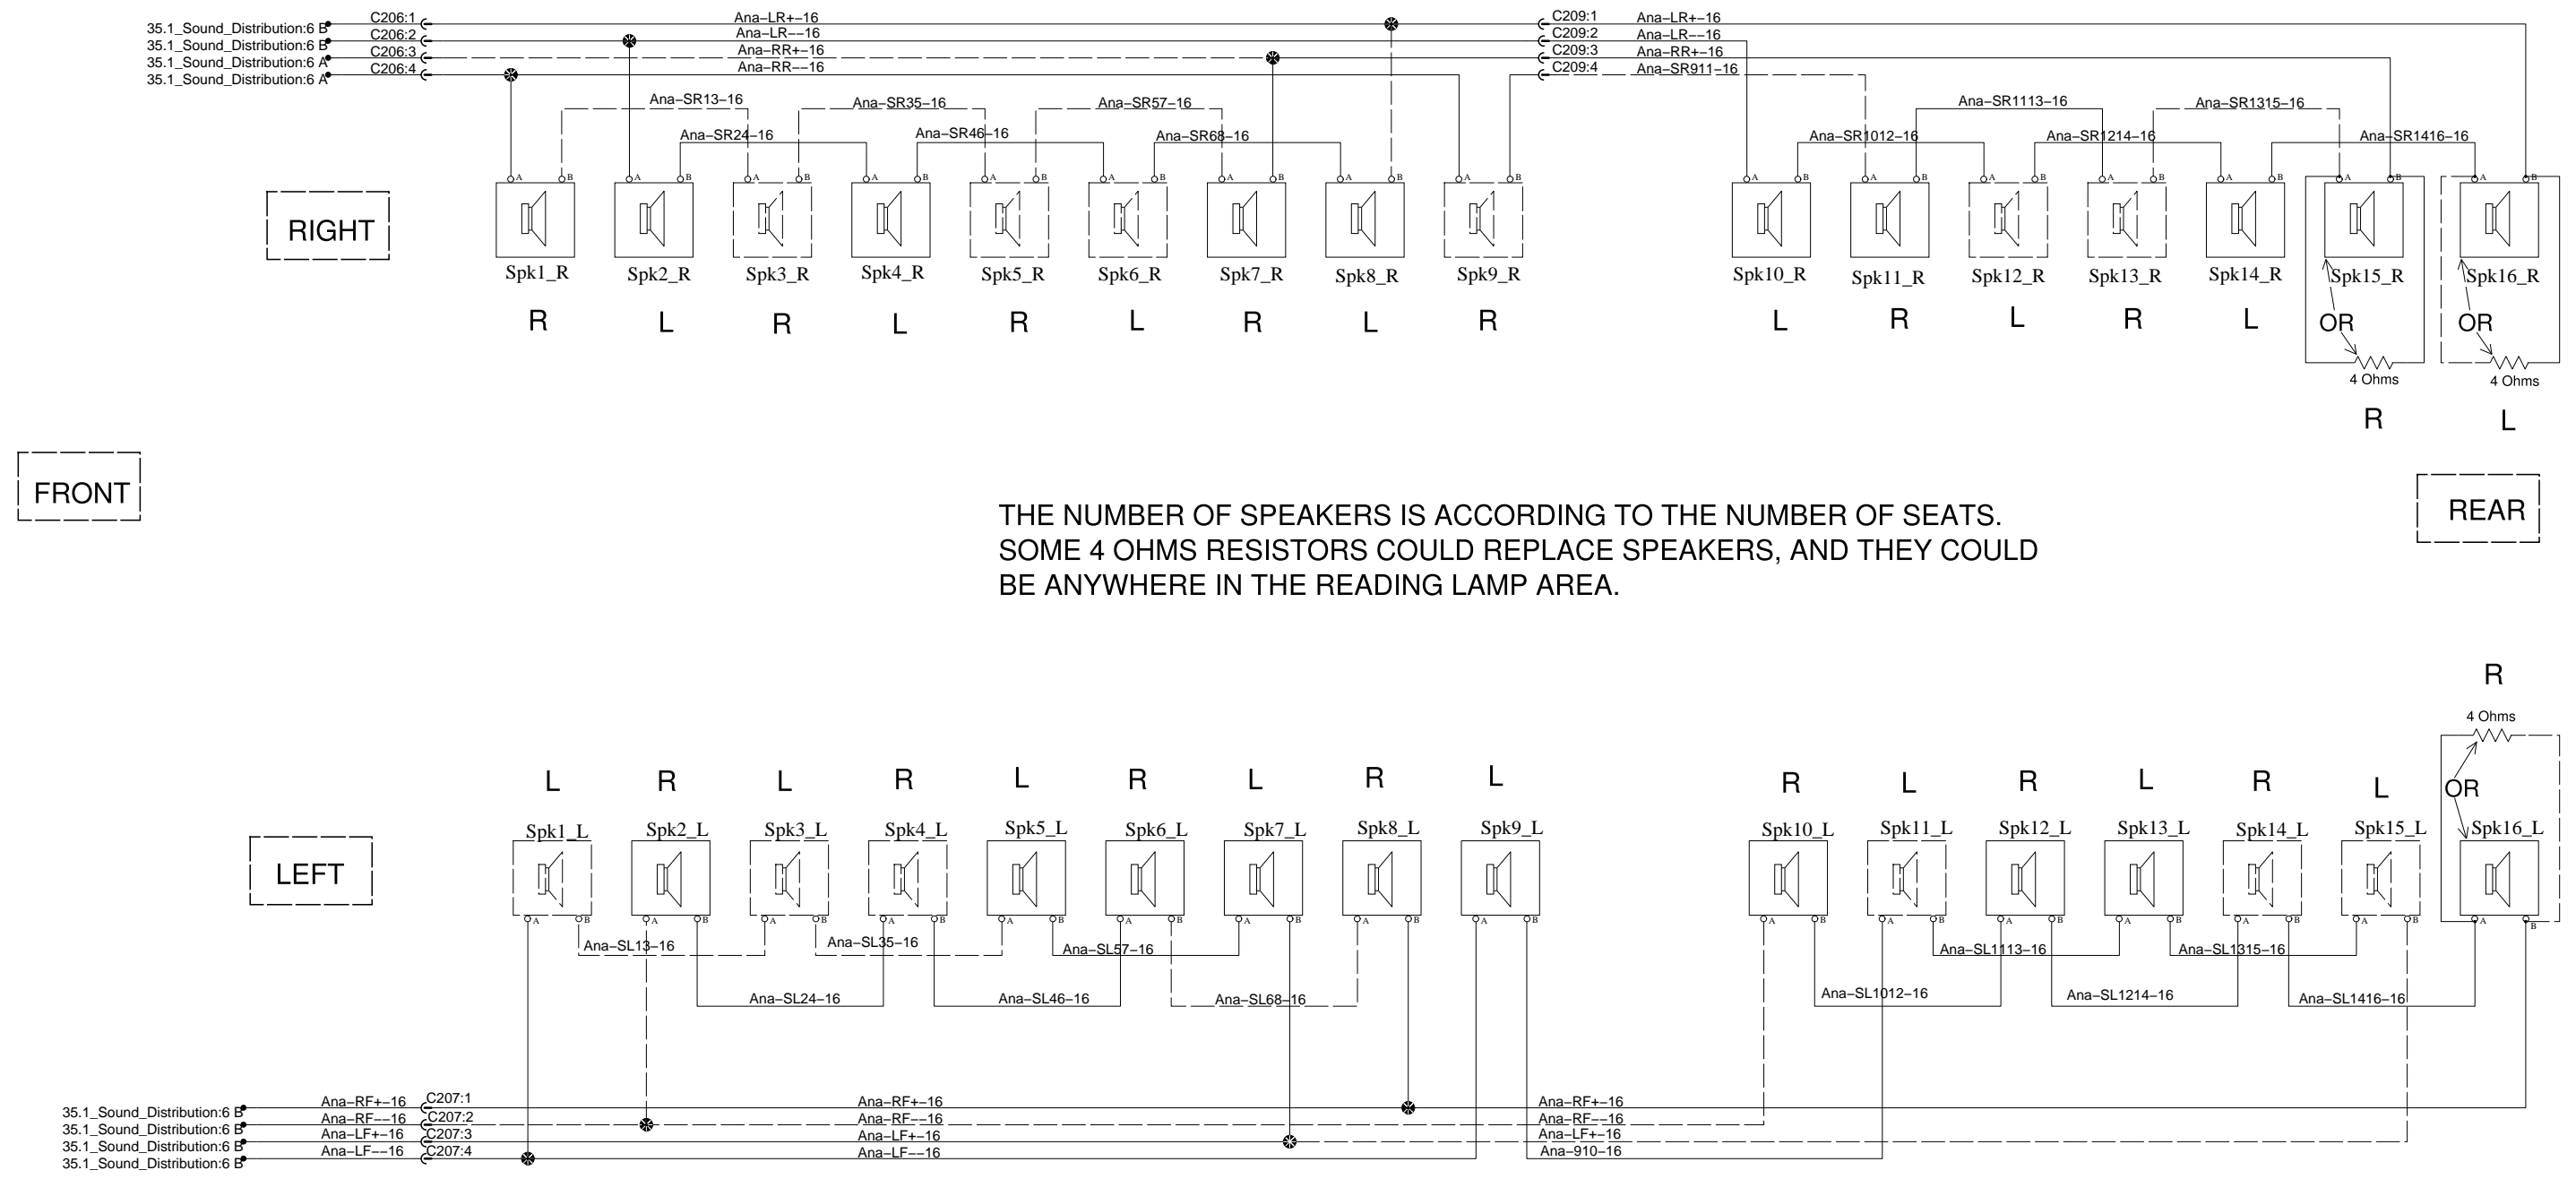 C206:1 Ana-LR+-16 C209:1 Ana-LR+-16
35.1_Sound_Distribution:6 B
C206:2 Ana-LR--16 C209:2 Ana-LR--16
35.1_Sound_Distribution:6 B
C206:3 Ana-RR+-16 C209:3 Ana-RR+-16
35.1_Sound_Distribution:6 A
C206:4 Ana-RR--16 C209:4 Ana-SR911-16
35.1_Sound_Distribution:6 A
Ana-SR13-16 Ana-SR35-16 Ana-SR57-16 Ana-SR1113-16 Ana-SR1315-16
Ana-SR24-16 Ana-SR46-16 Ana-SR68-16 Ana-SR1012-16 Ana-SR1214-16 Ana-SR1416-16
A B A B A B A B A B A B A B A B A B A B A B A B A B A B A B A B
RIGHT
Spk1_R Spk2_R Spk3_R Spk4_R Spk5_R Spk6_R Spk7_R Spk8_R Spk9_R Spk10_R Spk11_R Spk12_R Spk13_R Spk14_R Spk15_R Spk16_R
R L R L R L R L R L R L R L OR OR
4 Ohms 4 Ohms
R L
FRONT
REAR
THE NUMBER OF SPEAKERS IS ACCORDING TO THE NUMBER OF SEATS.
SOME 4 OHMS RESISTORS COULD REPLACE SPEAKERS, AND THEY COULD
BE ANYWHERE IN THE READING LAMP AREA.
R
4 Ohms
L R L R L R L R L R L R L R L OR
Spk1_L Spk2_L Spk3_L Spk4_L Spk5_L Spk6_L Spk7_L Spk8_L Spk9_L Spk10_L Spk11_L Spk12_L Spk13_L Spk14_L Spk15_L Spk16_L
LEFT
A B A B A B A B A B A B A B A B A B A B A B A B A B A B A B A B
Ana-SL13-16 Ana-SL35-16 Ana-SL57-16 Ana-SL1113-16 Ana-SL1315-16
Ana-SL24-16 Ana-SL46-16 Ana-SL68-16 Ana-SL1012-16 Ana-SL1214-16 Ana-SL1416-16
Ana-RF+-16 C207:1 Ana-RF+-16 Ana-RF+-16
35.1_Sound_Distribution:6 B
Ana-RF--16 C207:2 Ana-RF--16 Ana-RF--16
35.1_Sound_Distribution:6 B
Ana-LF+-16 C207:3 Ana-LF+-16 Ana-LF+-16
35.1_Sound_Distribution:6 B
Ana-LF--16 C207:4 Ana-LF--16 Ana-910-16
35.1_Sound_Distribution:6 B